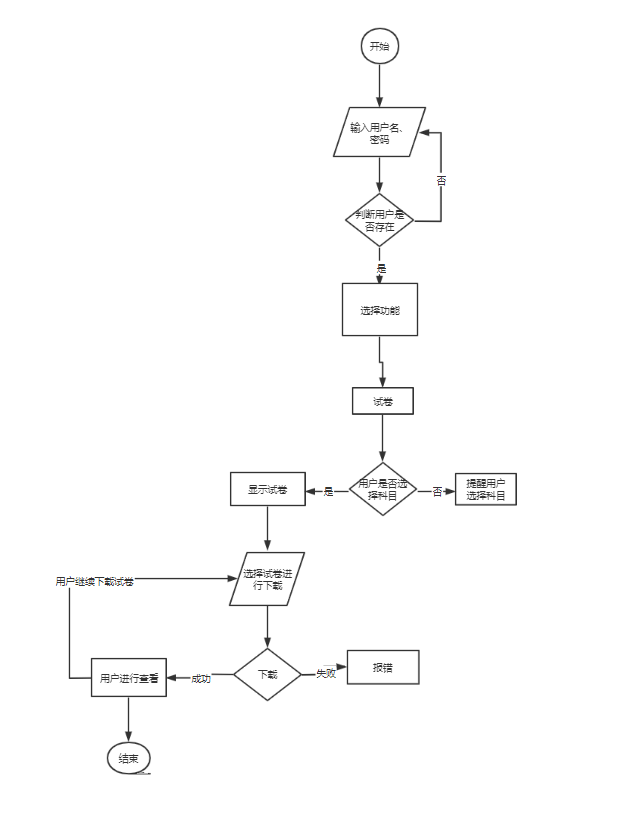 开始
输入用户名、
密码
否
判断用户是
否存在
是
选择功能
试卷
显示试卷
是
用户是否选
择科目
否
提醒用户
选择科目
选择试卷进
行下载
用户继续下载试卷
用户进行查看
成功
下载
失败
报错
结束